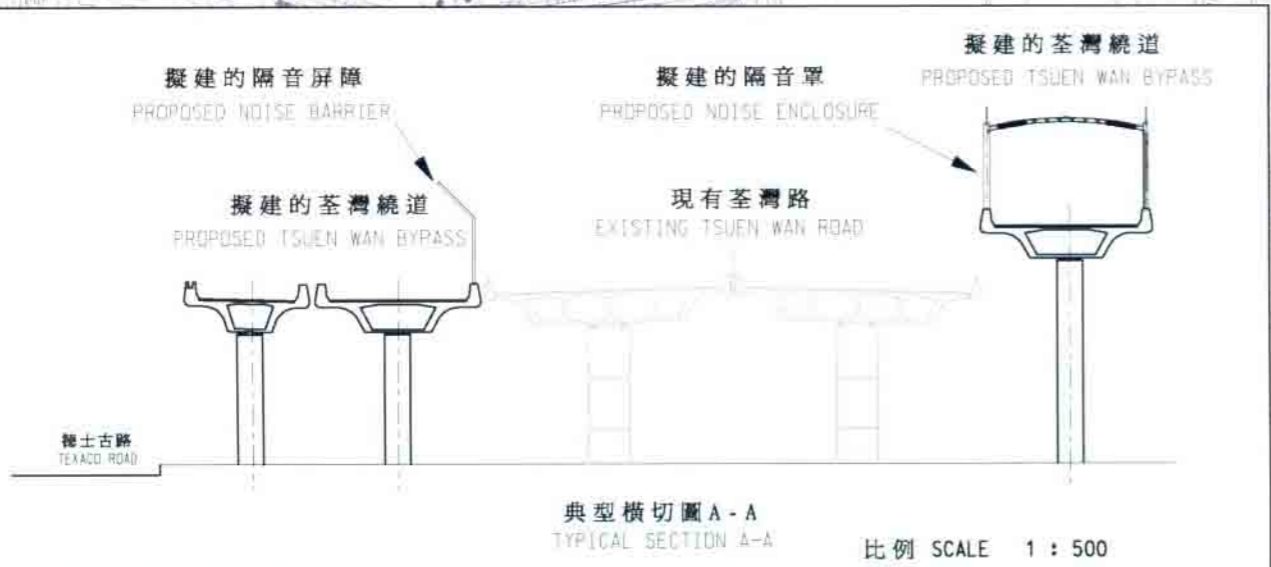 擬建的荃灣繞道
PROPOSED TSUEN WAN BYPASS
擬建的隔音屏障
PROPOSED NOISE BARRIER
擬建的隔音罩
PROPOSED NOISE ENCLOSURE
擬建的荃灣繞道
PROPOSED TSUEN WAN BYPASS
現有荃灣路
EXISTING TSUEN WAN ROAD
德士古路
TEXACO ROAD
典型橫切圖A-A
TYPICAL SECTION A-A
比例 SCALE 1 : 500